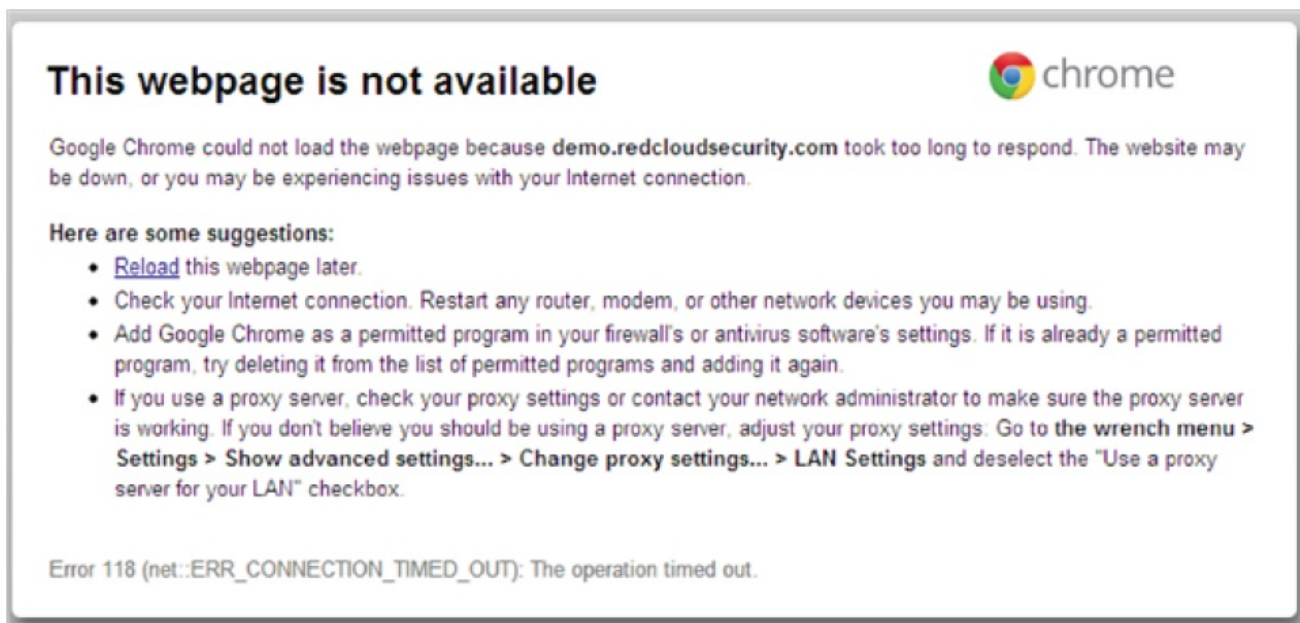 This webpage is not available
chrome
Google Chrome could not load the webpage because demo.redcloudsecurity.com took too long to respond. The website may
be down, or you may be experiencing issues with your Internet connection.
Here are some suggestions:
• Reload this webpage later.
• Check your Internet connection. Restart any router, modem, or other network devices you may be using.
• Add Google Chrome as a permitted program in your firewall's or antivirus software's settings. If it is already a permitted
program, try deleting it from the list of permitted programs and adding it again.
• If you use a proxy server, check your proxy settings or contact your network administrator to make sure the proxy server
is working. If you don't believe you should be using a proxy server, adjust your proxy settings: Go to the wrench menu >
Settings > Show advanced settings... > Change proxy settings... > LAN Settings and deselect the "Use a proxy
server for your LAN" checkbox.
Error 118 (net::ERR_CONNECTION_TIMED_OUT): The operation timed out.